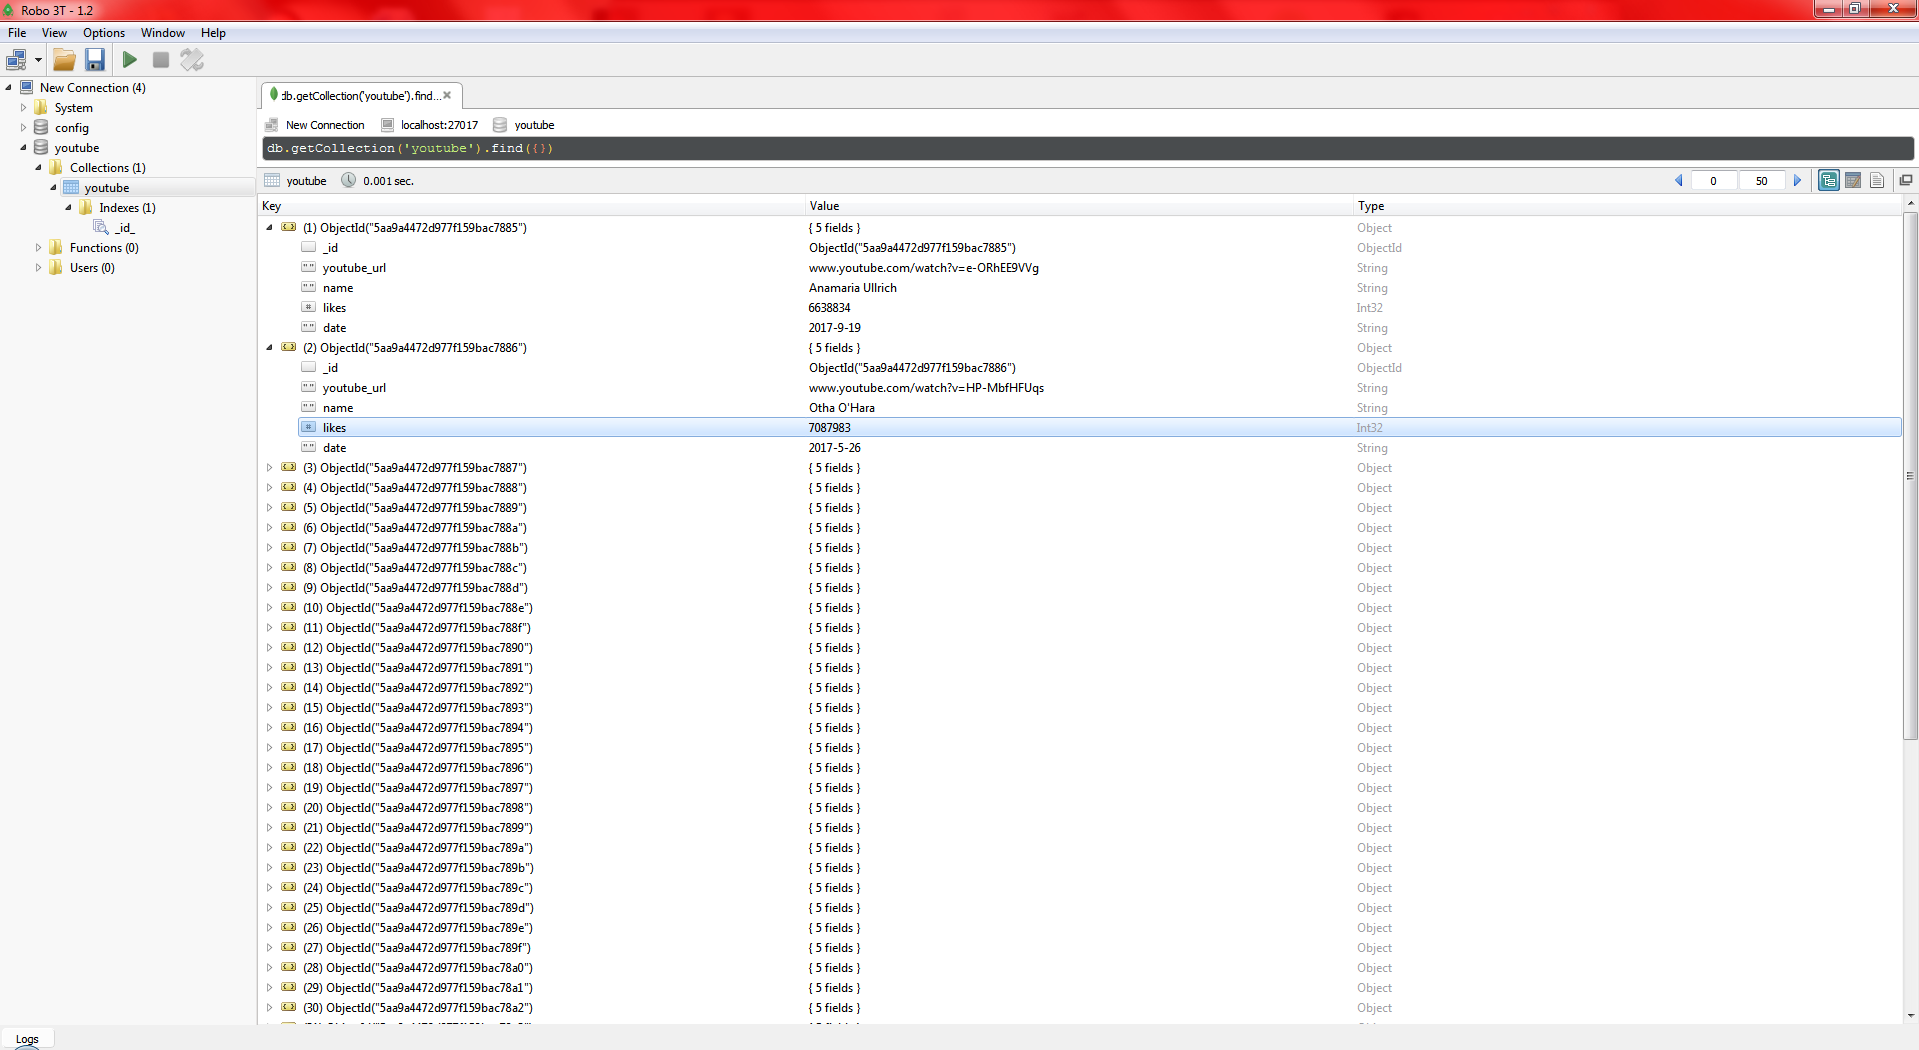 Robo 3T - 1.2
File View Options Window Help
New Connection (4)
System
config
youtube
Collections (1)
youtube
Indexes (1)
_id_
Functions (0)
Users (0)
db.getCollection('youtube').find...
New Connection localhost:27017 youtube
db.getCollection('youtube').find({})
youtube 0.001 sec. 0 50
Key Value Type
(1) ObjectId("5aa9a4472d977f159bac7885") { 5 fields } Object
_id ObjectId("5aa9a4472d977f159bac7885") ObjectId
youtube_url www.youtube.com/watch?v=e-ORhEE9VVg String
name Anamaria Ullrich String
likes 6638834 Int32
date 2017-9-19 String
(2) ObjectId("5aa9a4472d977f159bac7886") { 5 fields } Object
_id ObjectId("5aa9a4472d977f159bac7886") ObjectId
youtube_url www.youtube.com/watch?v=HP-MbfHFUqs String
name Otha O'Hara String
likes 7087983 Int32
date 2017-5-26 String
(3) ObjectId("5aa9a4472d977f159bac7887") { 5 fields } Object
(4) ObjectId("5aa9a4472d977f159bac7888") { 5 fields } Object
(5) ObjectId("5aa9a4472d977f159bac7889") { 5 fields } Object
(6) ObjectId("5aa9a4472d977f159bac788a") { 5 fields } Object
(7) ObjectId("5aa9a4472d977f159bac788b") { 5 fields } Object
(8) ObjectId("5aa9a4472d977f159bac788c") { 5 fields } Object
(9) ObjectId("5aa9a4472d977f159bac788d") { 5 fields } Object
(10) ObjectId("5aa9a4472d977f159bac788e") { 5 fields } Object
(11) ObjectId("5aa9a4472d977f159bac788f") { 5 fields } Object
(12) ObjectId("5aa9a4472d977f159bac7890") { 5 fields } Object
(13) ObjectId("5aa9a4472d977f159bac7891") { 5 fields } Object
(14) ObjectId("5aa9a4472d977f159bac7892") { 5 fields } Object
(15) ObjectId("5aa9a4472d977f159bac7893") { 5 fields } Object
(16) ObjectId("5aa9a4472d977f159bac7894") { 5 fields } Object
(17) ObjectId("5aa9a4472d977f159bac7895") { 5 fields } Object
(18) ObjectId("5aa9a4472d977f159bac7896") { 5 fields } Object
(19) ObjectId("5aa9a4472d977f159bac7897") { 5 fields } Object
(20) ObjectId("5aa9a4472d977f159bac7898") { 5 fields } Object
(21) ObjectId("5aa9a4472d977f159bac7899") { 5 fields } Object
(22) ObjectId("5aa9a4472d977f159bac789a") { 5 fields } Object
(23) ObjectId("5aa9a4472d977f159bac789b") { 5 fields } Object
(24) ObjectId("5aa9a4472d977f159bac789c") { 5 fields } Object
(25) ObjectId("5aa9a4472d977f159bac789d") { 5 fields } Object
(26) ObjectId("5aa9a4472d977f159bac789e") { 5 fields } Object
(27) ObjectId("5aa9a4472d977f159bac789f") { 5 fields } Object
(28) ObjectId("5aa9a4472d977f159bac78a0") { 5 fields } Object
(29) ObjectId("5aa9a4472d977f159bac78a1") { 5 fields } Object
(30) ObjectId("5aa9a4472d977f159bac78a2") { 5 fields } Object
Logs